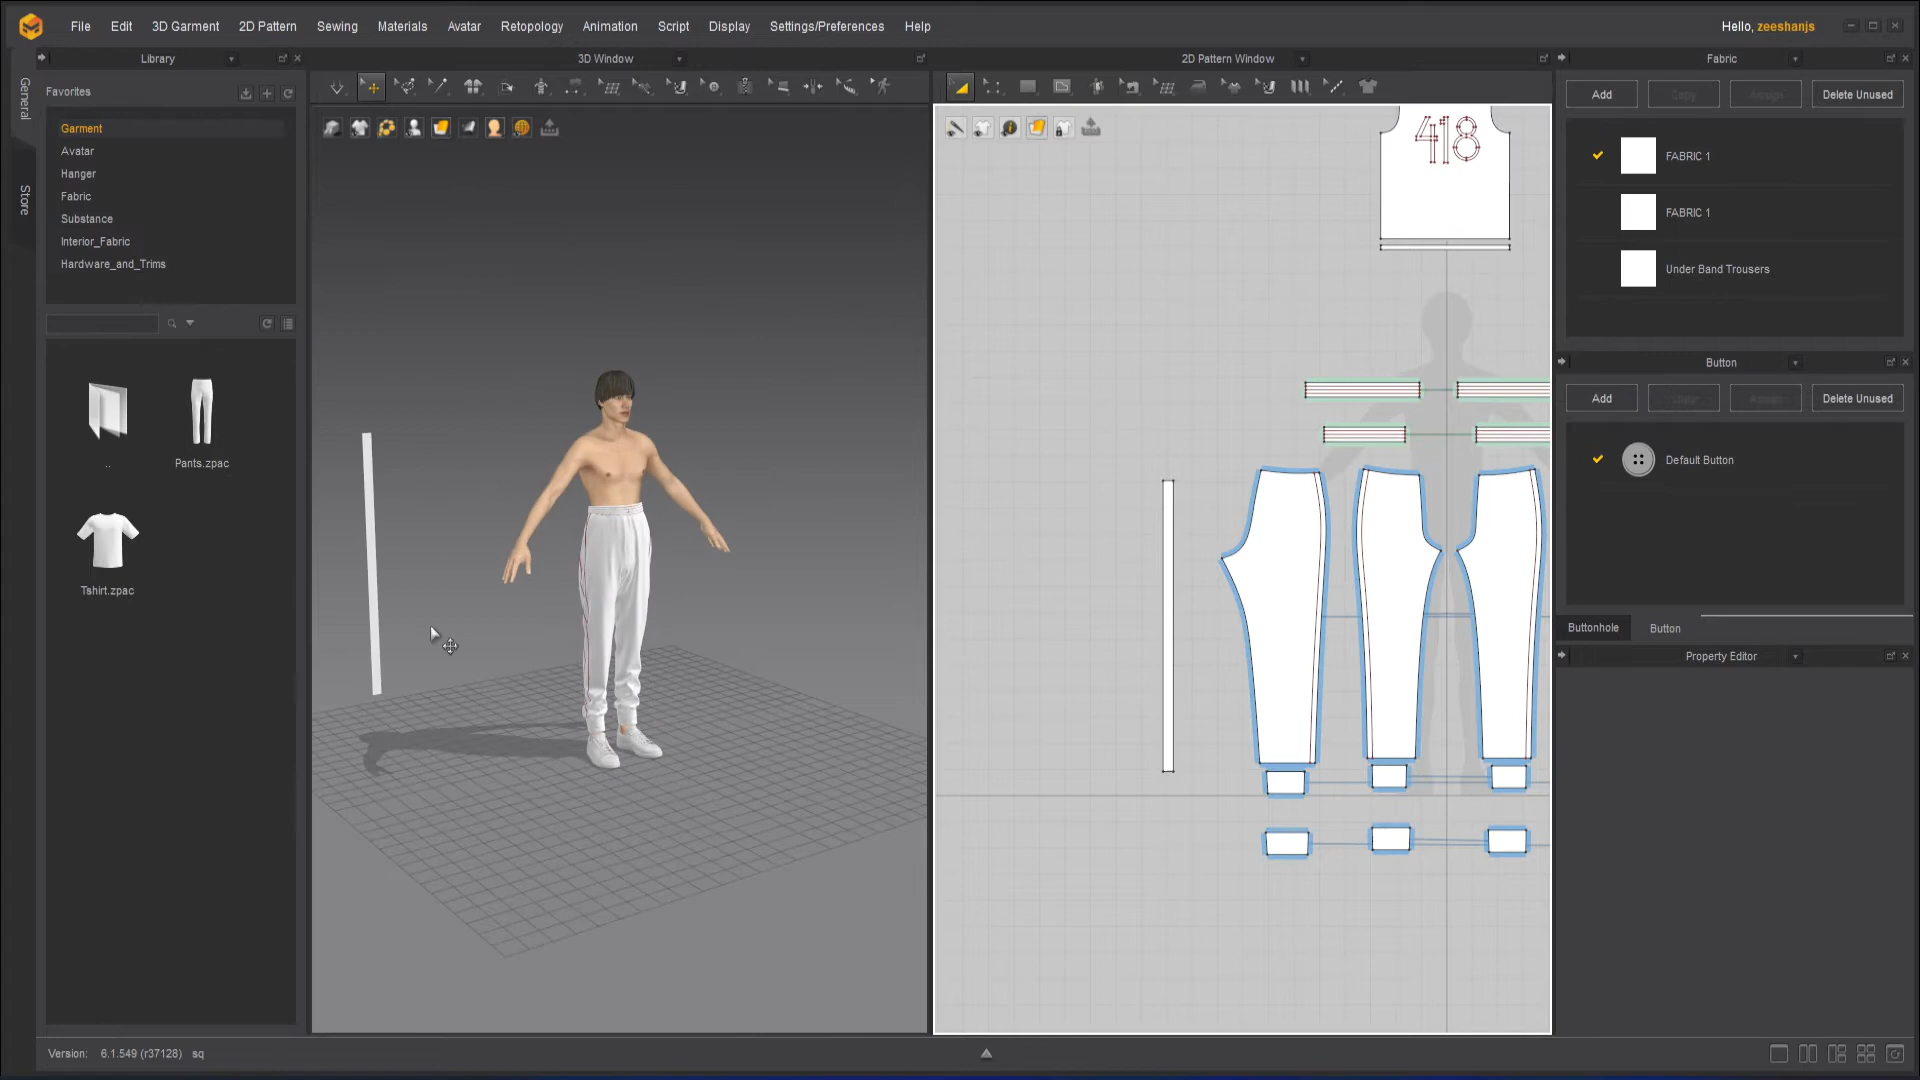 File Edit 3D Garment 2D Pattern Sewing Materials Avatar Retopology Animation Script Display Settings/Preferences Help
Hello, zeeshanjs
Library
3D Window
2D Pattern Window
Fabric
General
Store
Favorites
Garment
Avatar
Hanger
Fabric
Substance
Interior_Fabric
Hardware_and_Trims
..
Pants.zpac
Tshirt.zpac
418
Add Copy Assign Delete Unused
FABRIC 1
FABRIC 1
Under Band Trousers
Button
Add Delete Unused
Default Button
Buttonhole Button
Property Editor
Version: 6.1.549 (r37128) sq